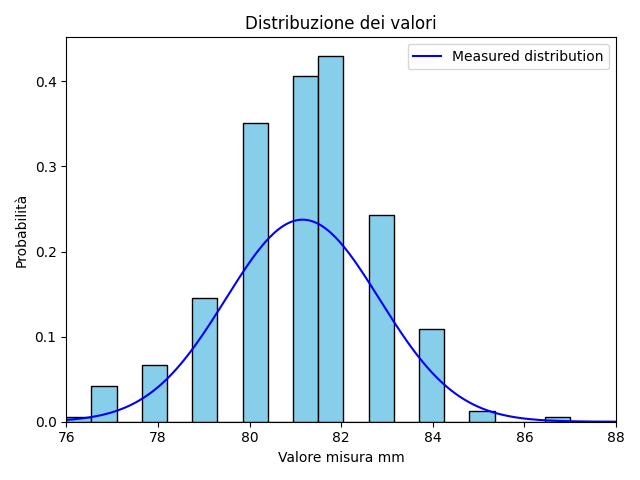 Distribuzione dei valori
Measured distribution
Probabilità
0.4
0.3
0.2
0.1
0.0
76 78 80 82 84 86 88
Valore misura mm